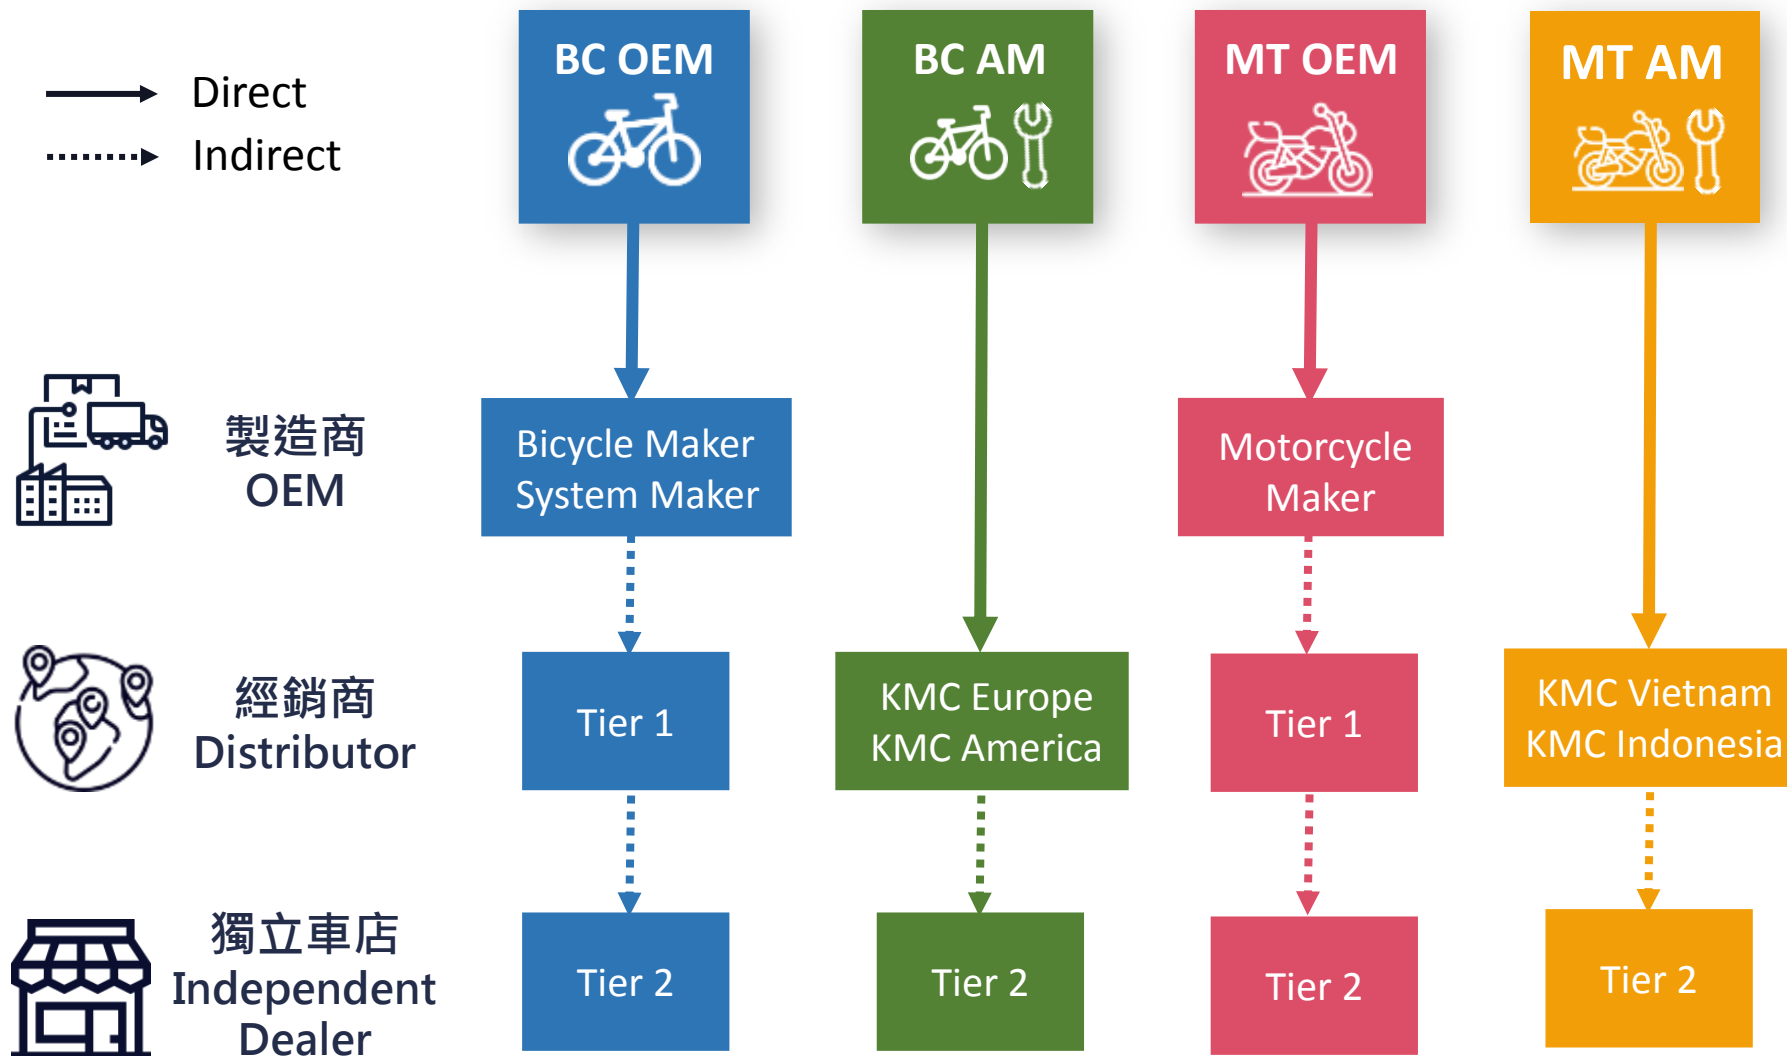 BC OEM
BC AM
MT OEM
MT AM
Direct
Indirect
製造商
OEM
Bicycle Maker
System Maker
Motorcycle
Maker
經銷商
Distributor
Tier 1
KMC Europe
KMC America
Tier 1
KMC Vietnam
KMC Indonesia
獨立車店
Independent
Dealer
Tier 2
Tier 2
Tier 2
Tier 2